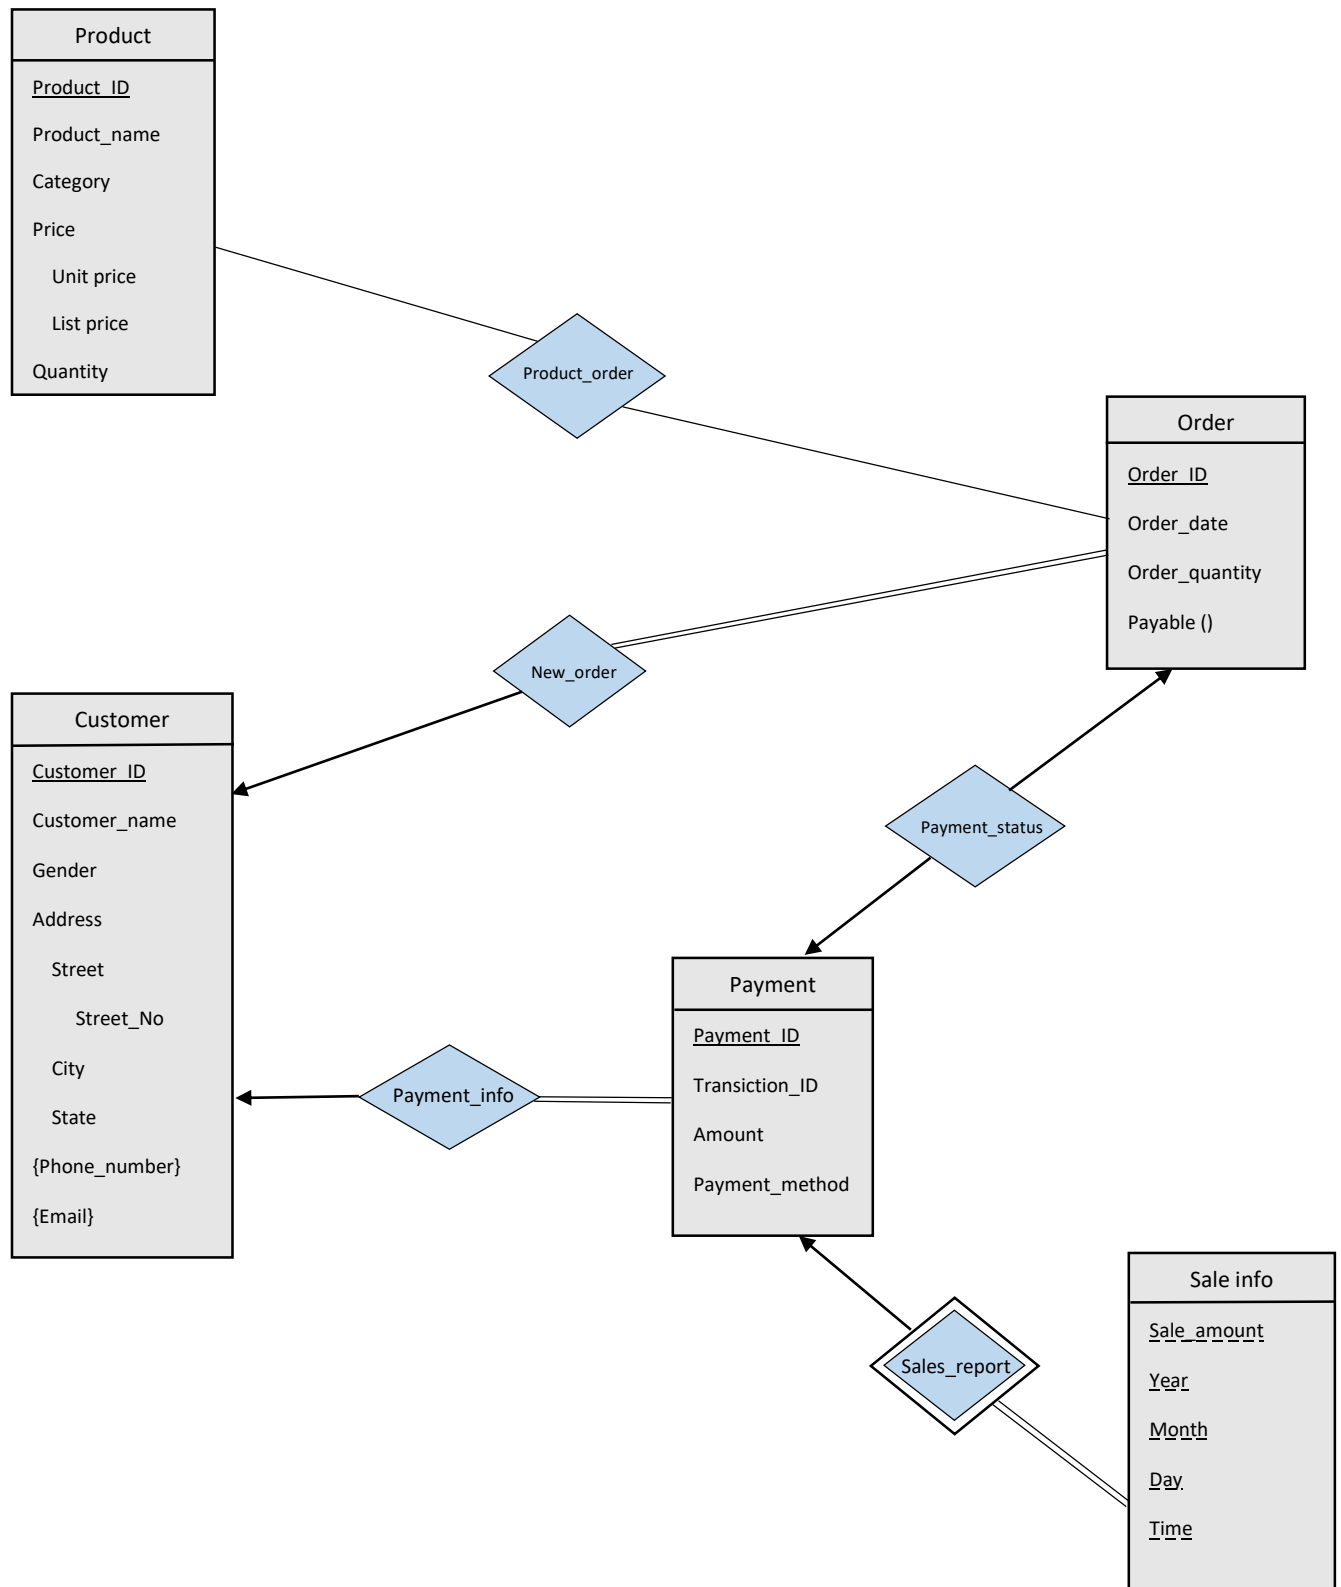 Product
Product_ID
Product_name
Category
Price
Unit price
List price
Quantity
Product_order
Order
Order_ID
Order_date
Order_quantity
Payable ()
New_order
Customer
Customer_ID
Customer_name
Gender
Address
Street
Street_No
City
State
{Phone_number}
{Email}
Payment_status
Payment
Payment_ID
Transiction_ID
Amount
Payment_method
Payment_info
Sales_report
Sale info
Sale_amount
Year
Month
Day
Time